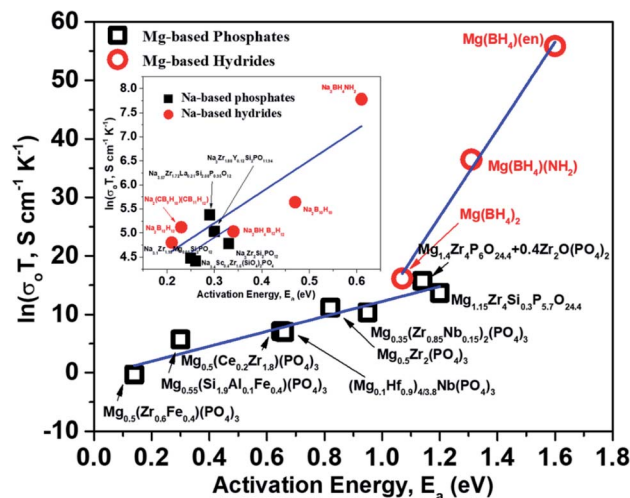 Mg-based Phosphates
Mg-based Hydrides
Mg(BH4)(en)
Mg(BH4)(NH2)
Mg(BH4)2
Mg1.4Zr4P6O24.4+0.4Zr2O(PO4)2
Mg1.15Zr4Si0.3P5.7O24.4
Mg0.35(Zr0.85Nb0.15)2(PO4)3
Mg0.5Zr2(PO4)3
Mg0.5(Ce0.2Zr1.8)(PO4)3
Mg0.55(Si1.9Al0.1Fe0.4)(PO4)3
(Mg0.1Hf0.9)4/3.8Nb(PO4)3
Mg0.5(Zr0.6Fe0.4)(PO4)3
ln(σoT, S cm-1 K-1)
60
50
40
30
20
10
0
-10
0.0 0.2 0.4 0.6 0.8 1.0 1.2 1.4 1.6 1.8
Activation Energy, Ea (eV)
Na-based phosphates
Na-based hydrides
ln(σoT, S cm-1 K-1)
8.0
7.5
7.0
6.5
6.0
5.5
5.0
4.5
0.2 0.3 0.4 0.5 0.6
Activation Energy, Ea (eV)